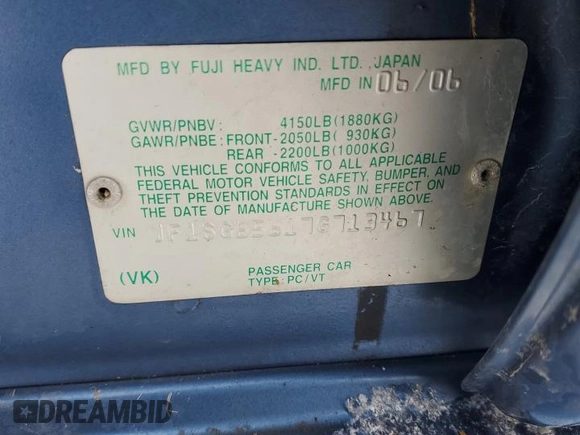 MFD BY FUJI HEAVY IND. LTD. ,JAPAN
MFD IN 06/06
GVWR/PNBV: 4150LB(1880KG)
GAWR/PNBE: FRONT-2050LB( 930KG)
REAR -2200LB(1000KG)
THIS VEHICLE CONFORMS TO ALL APPLICABLE
FEDERAL MOTOR VEHICLE SAFETY, BUMPER, AND
THEFT PREVENTION STANDARDS IN EFFECT ON
THE DATE OF MANUFACTURE SHOWN ABOVE.
VIN
(VK)
PASSENGER CAR
TYPE: PC/VT
DREAMBID